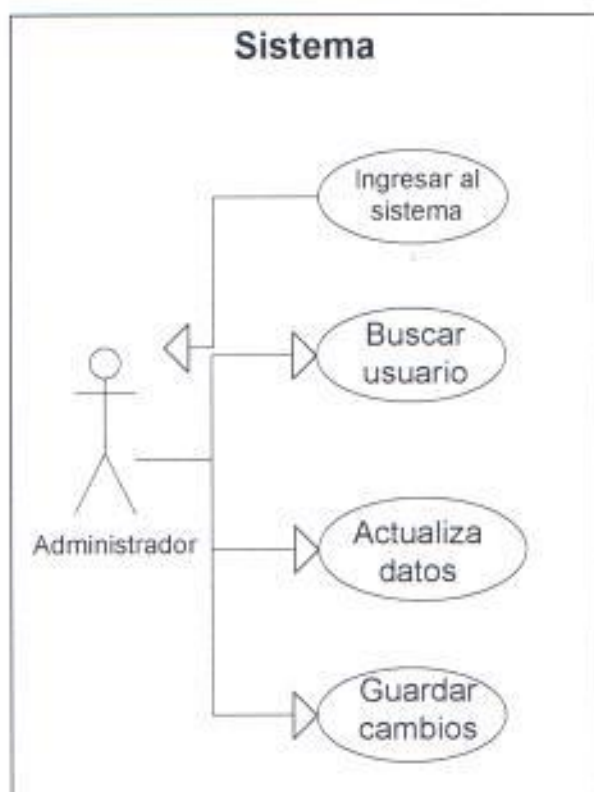 Sistema
Ingresar al
sistema
Buscar
usuario
Administrador
Actualiza
datos
Guardar
cambios